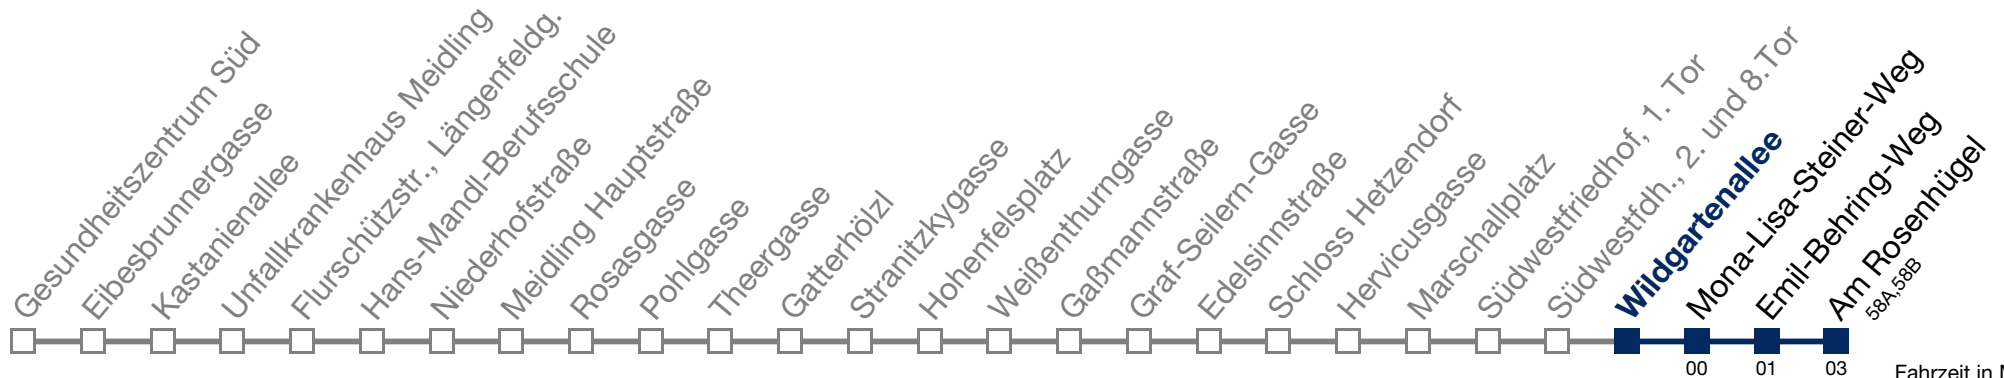 Gesundheitszentrum Süd
Eibesbrunnergasse
Kastanienallee
Unfallkrankenhaus Meidling
Flurschützstr., Längenfeldg.
Hans-Mandl-Berufsschule
Niederhofstraße
Meidling Hauptstraße
Rosasgasse
Pohlgasse
Theergasse
Gatterhölzl
Stranitzkygasse
Hohenfelsplatz
Weißenthurngasse
Gaßmannstraße
Graf-Seilern-Gasse
Edelsinnstraße
Schloss Hetzendorf
Hervicusgasse
Marschallplatz
Südwestfriedhof, 1. Tor
Südwestfdh., 2. und 8.Tor
Wildgartenallee
Mona-Lisa-Steiner-Weg
Emil-Behring-Weg
Am Rosenhügel
58A,58B
00 01 03
Fahrzeit in